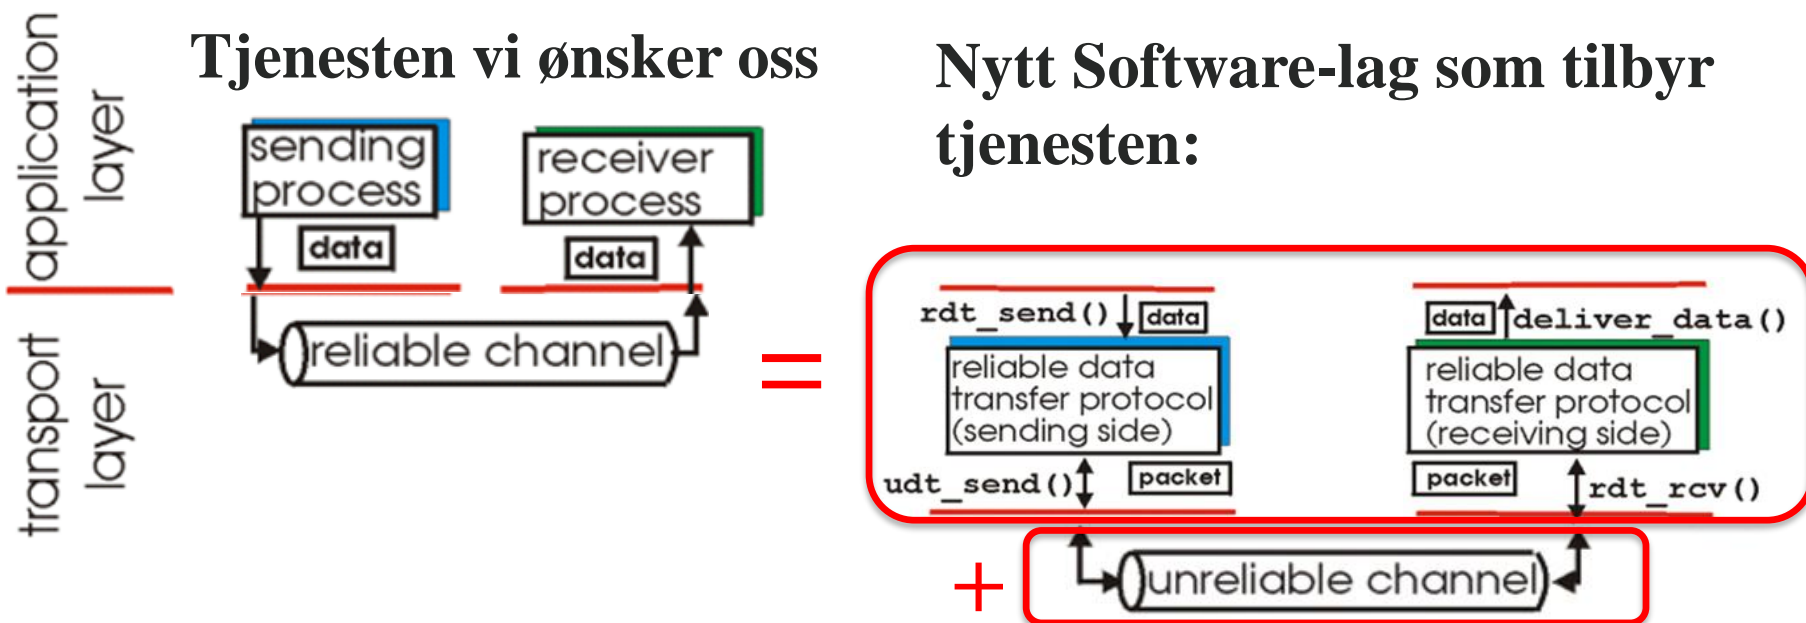 application
layer
transport
layer
Tjenesten vi ønsker oss
sending
process
data
receiver
process
data
reliable channel
=
Nytt Software-lag som tilbyr
tjenesten:
rdt_send()
data
reliable data
transfer protocol
(sending side)
udt_send()
packet
data
deliver_data()
reliable data
transfer protocol
(receiving side)
packet
rdt_rcv()
+
unreliable channel